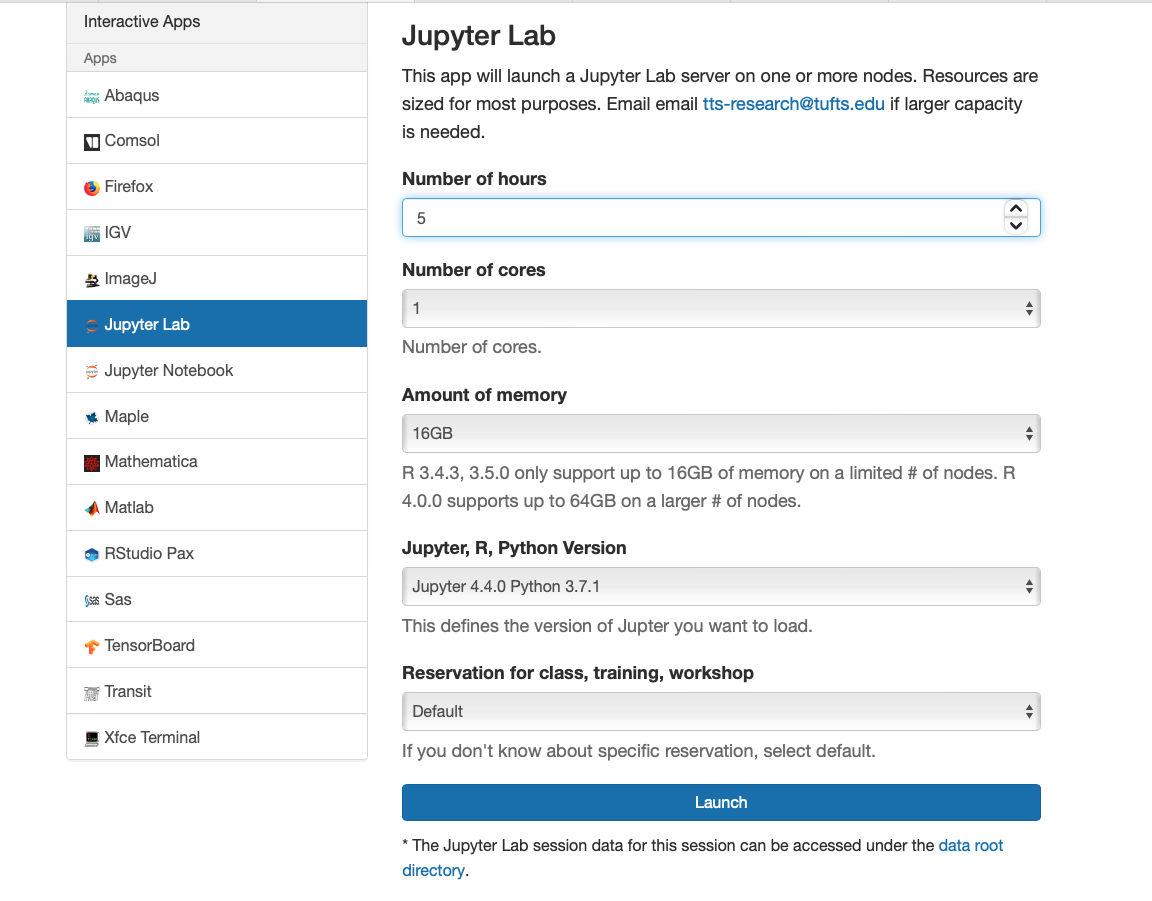 Interactive Apps
Apps
Abaqus
Comsol
Firefox
IGV
ImageJ
Jupyter Lab
Jupyter Notebook
Maple
Mathematica
Matlab
RStudio Pax
Sas
TensorBoard
Transit
Xfce Terminal
Jupyter Lab
This app will launch a Jupyter Lab server on one or more nodes. Resources are
sized for most purposes. Email email tts-research@tufts.edu if larger capacity
is needed.
Number of hours
5
Number of cores
1
Number of cores.
Amount of memory
16GB
R 3.4.3, 3.5.0 only support up to 16GB of memory on a limited # of nodes. R
4.0.0 supports up to 64GB on a larger # of nodes.
Jupyter, R, Python Version
Jupyter 4.4.0 Python 3.7.1
This defines the version of Jupter you want to load.
Reservation for class, training, workshop
Default
If you don't know about specific reservation, select default.
Launch
* The Jupyter Lab session data for this session can be accessed under the data root
directory.